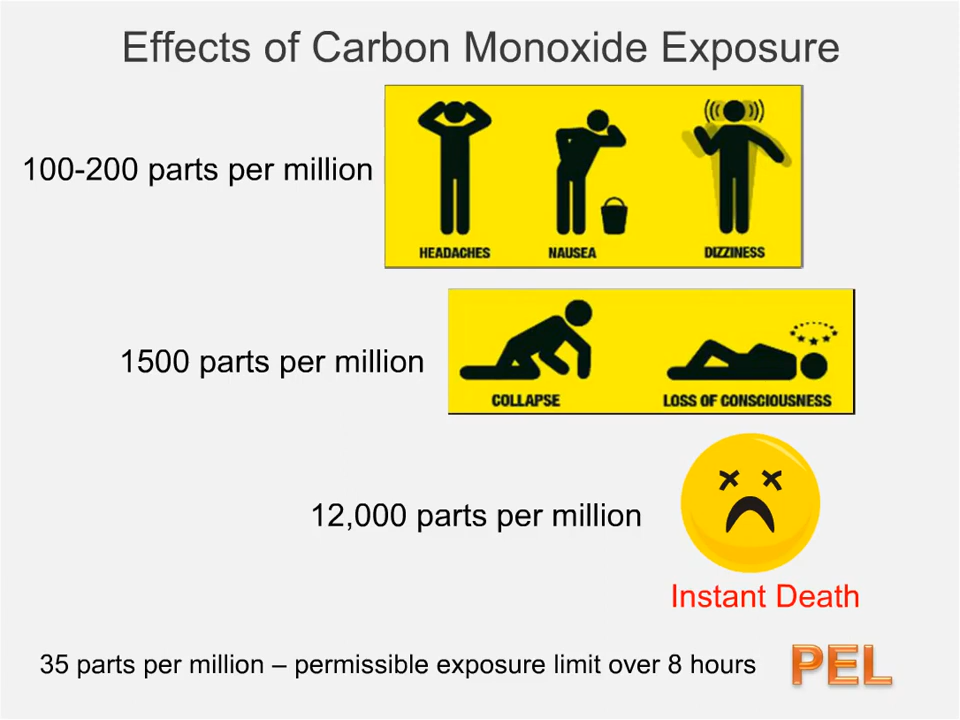 Effects of Carbon Monoxide Exposure
100-200 parts per million
HEADACHES NAUSEA DIZZINESS
1500 parts per million
COLLAPSE LOSS OF CONSCIOUSNESS
12,000 parts per million
Instant Death
35 parts per million – permissible exposure limit over 8 hours PEL